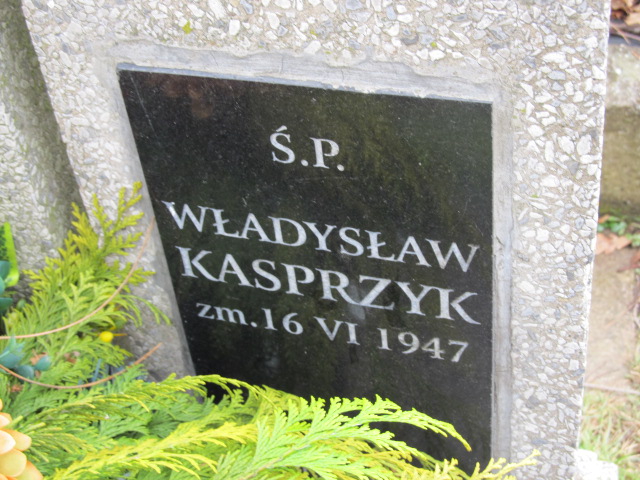 Ś.P.
WŁADYSŁAW
KASPRZYK
zm. 16 VI 1947